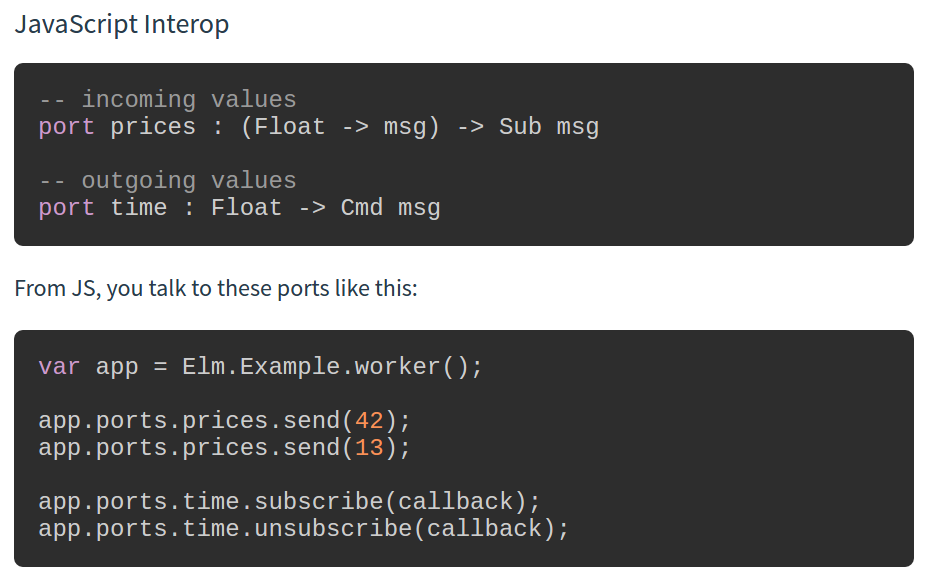 JavaScript Interop
-- incoming values
port prices : (Float -> msg) -> Sub msg
-- outgoing values
port time : Float -> Cmd msg
From JS, you talk to these ports like this:
var app = Elm.Example.worker();
app.ports.prices.send(42);
app.ports.prices.send(13);
app.ports.time.subscribe(callback);
app.ports.time.unsubscribe(callback);